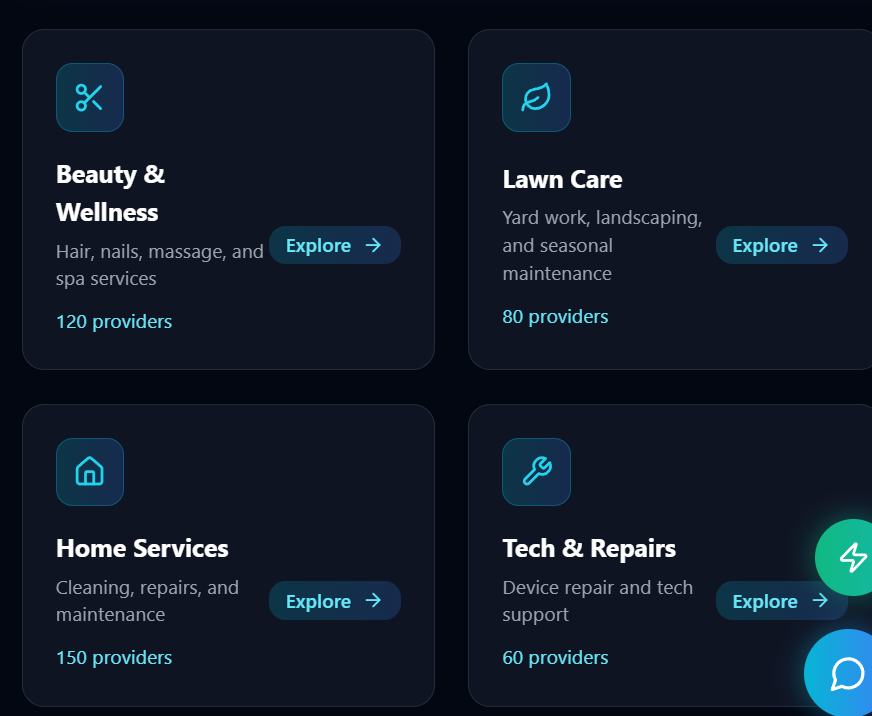 Beauty &
Wellness
Hair, nails, massage, and
spa services
Explore
120 providers
Lawn Care
Yard work, landscaping,
and seasonal
maintenance
Explore
80 providers
Home Services
Cleaning, repairs, and
maintenance
Explore
150 providers
Tech & Repairs
Device repair and tech
support
Explore
60 providers